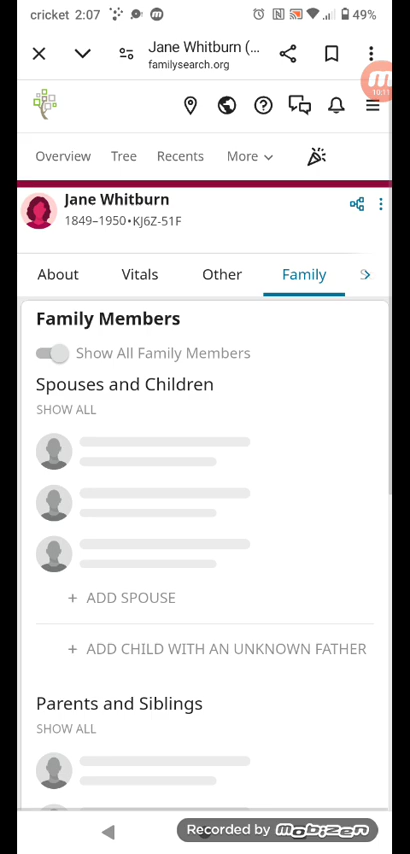 cricket 2:07
49%
Jane Whitburn (...
familysearch.org
10:11
Overview Tree Recents More
Jane Whitburn
1849–1950•KJ6Z-51F
About Vitals Other Family S
Family Members
Show All Family Members
Spouses and Children
SHOW ALL
+ ADD SPOUSE
+ ADD CHILD WITH AN UNKNOWN FATHER
Parents and Siblings
SHOW ALL
Recorded by mobizen